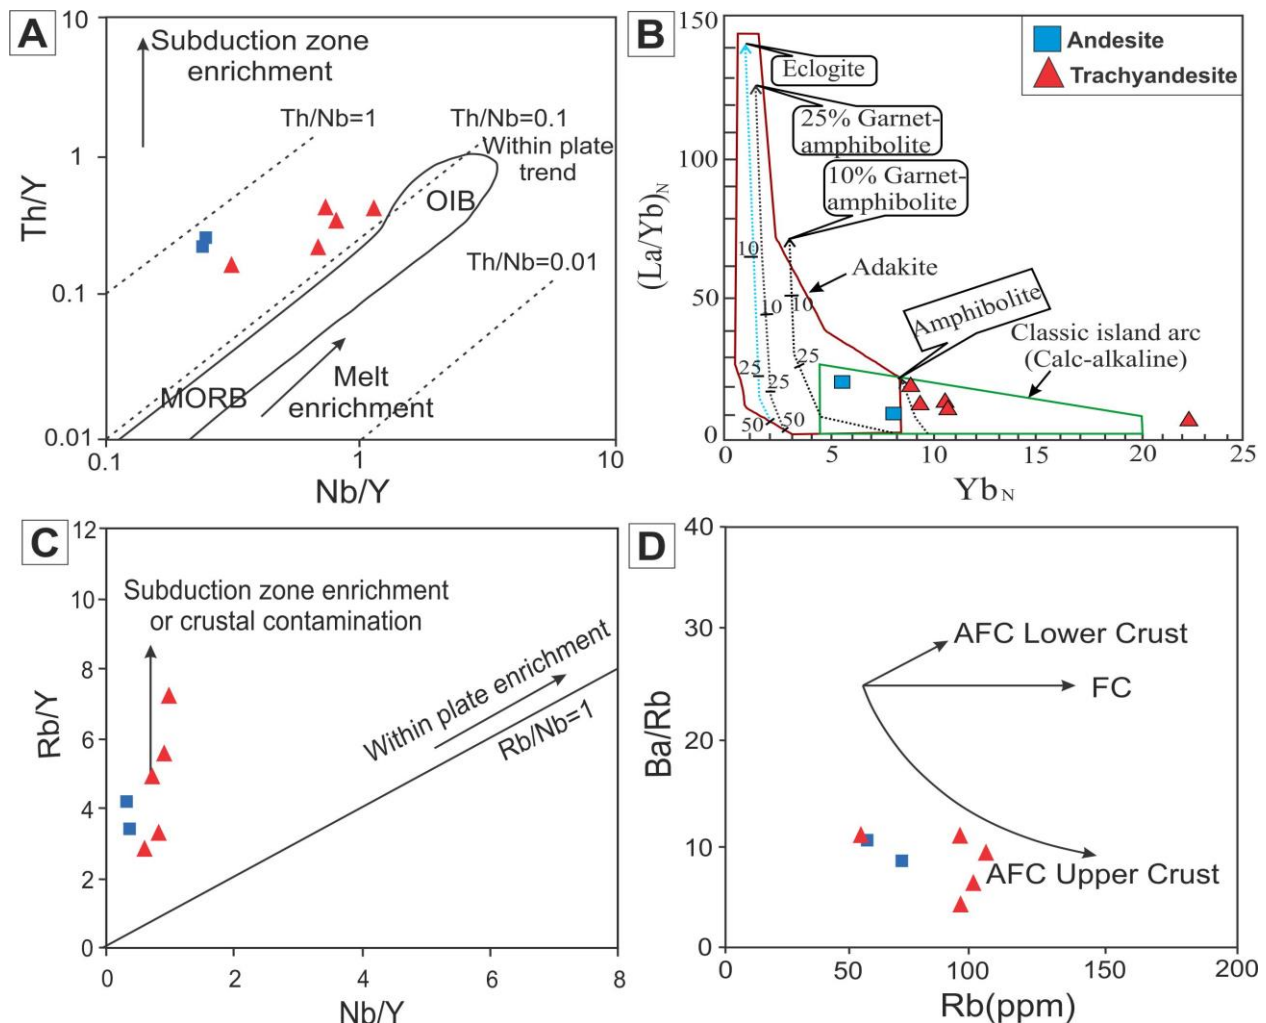 A
10
1
0.1
0.01
Th/Y
Subduction zone
enrichment
Th/Nb=1
Th/Nb=0.1
Within plate
trend
OIB
Th/Nb=0.01
MORB
Melt
enrichment
0.1
1
10
Nb/Y
B
150
100
50
0
(La/Yb)N
Andesite
Trachyandesite
Eclogite
25% Garnet-
amphibolite
10% Garnet-
amphibolite
Adakite
Amphibolite
Classic island arc
(Calc-alkaline)
10
10
10
25
25
25
50
50
0
5
10
15
20
25
YbN
C
12
10
8
6
4
2
0
Rb/Y
Subduction zone enrichment
or crustal contamination
Within plate enrichment
Rb/Nb=1
0
2
4
6
8
Nb/Y
D
40
30
20
10
0
Ba/Rb
AFC Lower Crust
FC
AFC Upper Crust
0
50
100
150
200
Rb(ppm)